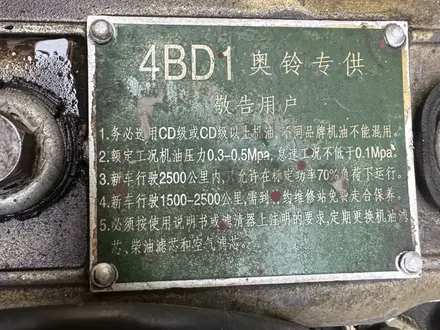 4BD1 奥铃专供
敬告用户
1.务必选用CD级或CD级以上机油,不同品牌机油不能混用。
2.额定工况机油压力0.3-0.5Mpa,怠速工况不低于0.1Mpa。
3.新车行驶2500公里内,只允许在标定功率70%负荷下运行。
4.新车行驶1500-2500公里,需到特约维修站免费走合保养。
5.必须按使用说明书或滤清器上注明的要求,定期更换机油滤
芯、柴油滤芯和空气滤芯。